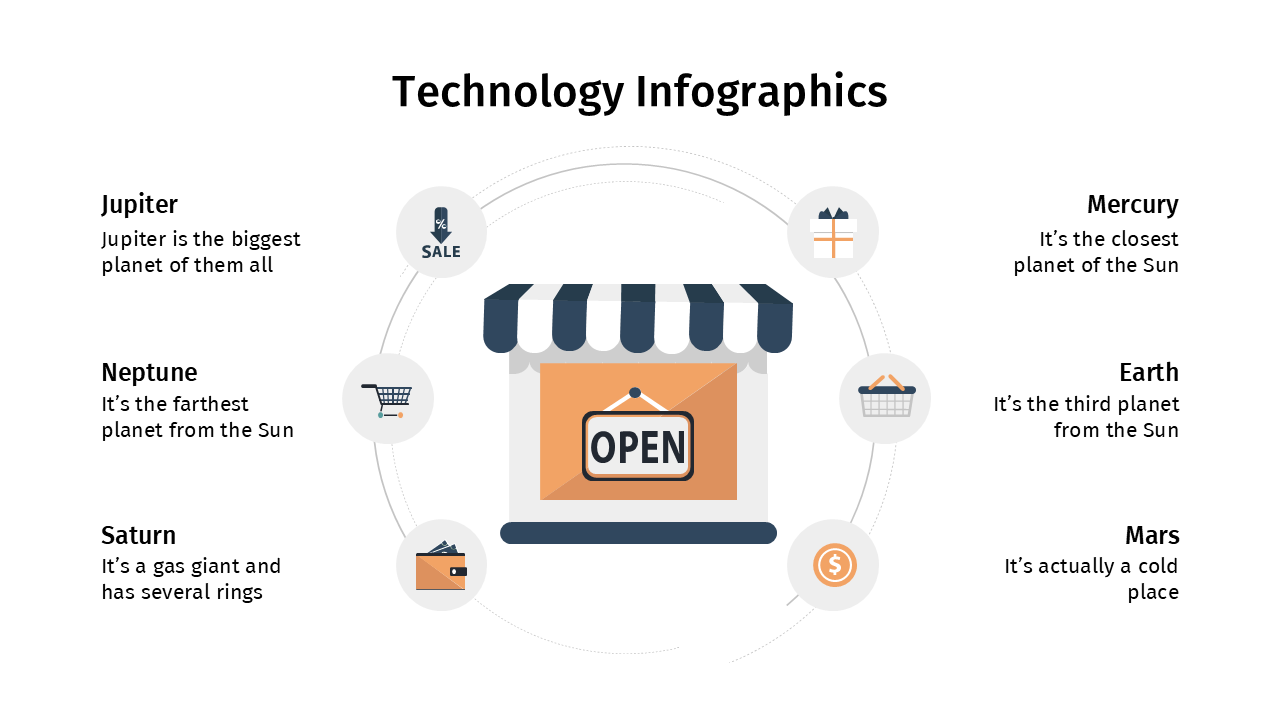 Technology Infographics
Jupiter
Jupiter is the biggest
planet of them all
Neptune
It’s the farthest
planet from the Sun
Saturn
It’s a gas giant and
has several rings
%
SALE
OPEN
$
Mercury
It’s the closest
planet of the Sun
Earth
It’s the third planet
from the Sun
Mars
It’s actually a cold
place